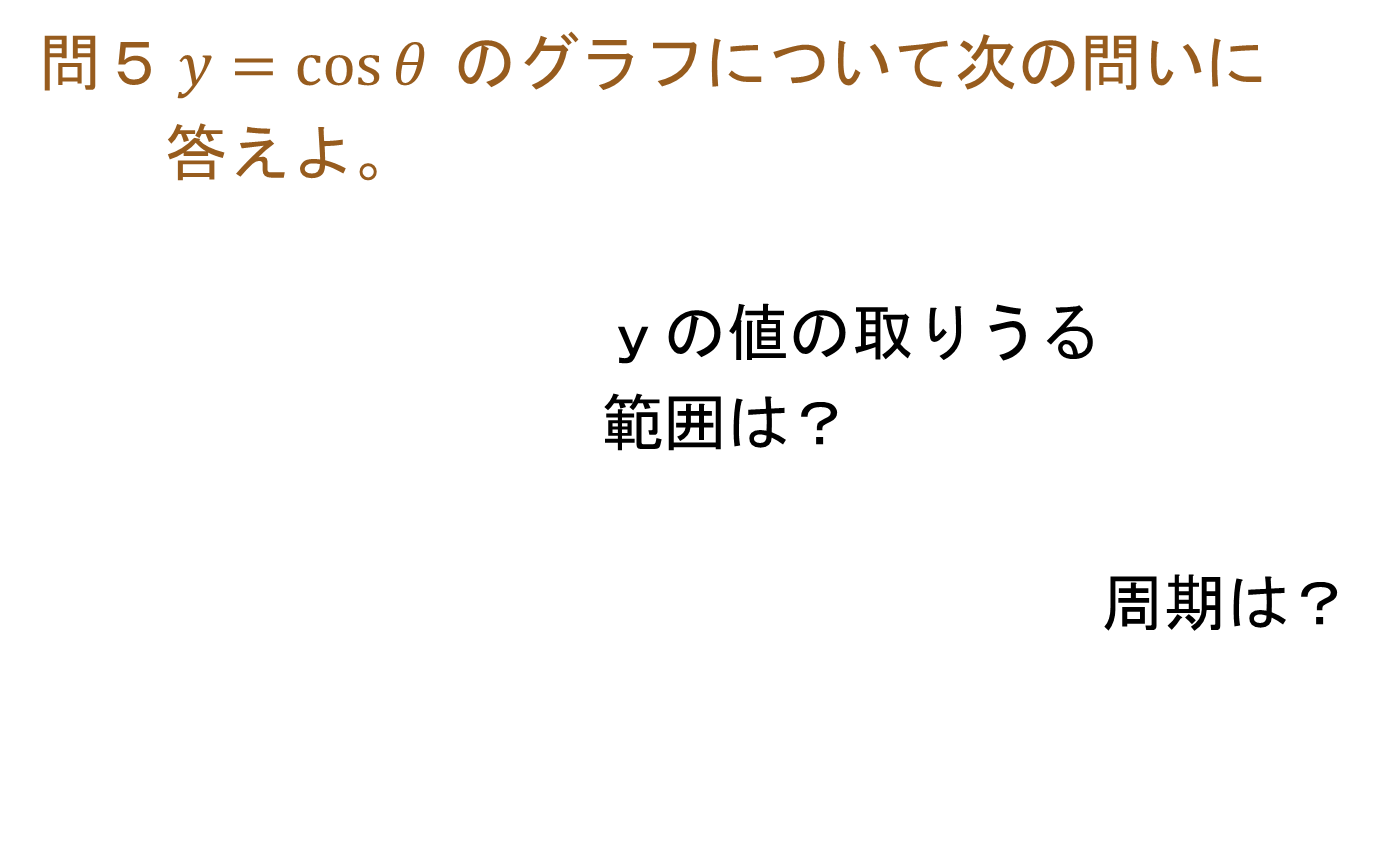 問５ y = cos θ のグラフについて次の問いに
答えよ。
ｙの値の取りうる
範囲は？
周期は？